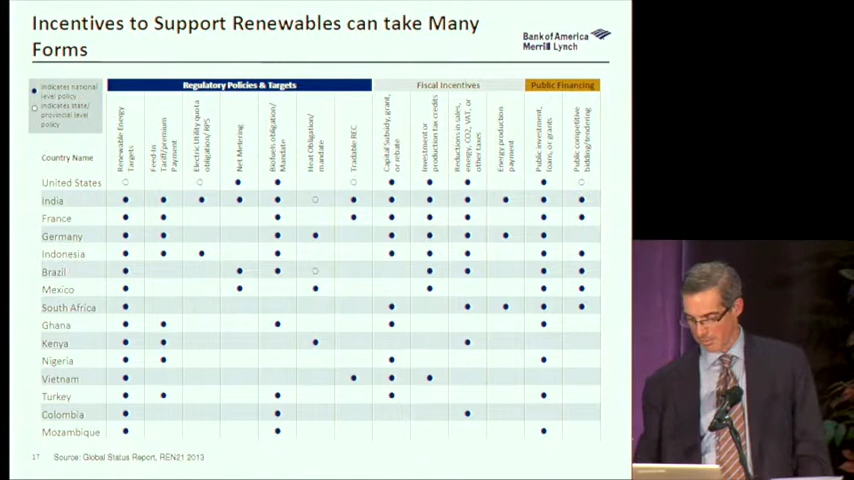 Incentives to Support Renewables can take Many
Forms
Bank of America
Merrill Lynch
Indicates national
level policy
Indicates state/
provincial level
policy
Regulatory Policies & Targets
Fiscal Incentives
Public Financing
Country Name
Renewable Energy
Targets
Feed-in
Tariff/premium
Payment
Electric Utility quota
obligation/ RPS
Net Metering
Biofuels obligation/
Mandate
Heat Obligation/
mandate
Tradable REC
Capital Subsidy, grant,
or rebate
Investment or
production tax credits
Reductions in sales,
energy, CO2, VAT, or
other taxes
Energy production
payment
Public investment,
loans, or grants
Public competitive
bidding/tendering
United States
India
France
Germany
Indonesia
Brazil
Mexico
South Africa
Ghana
Kenya
Nigeria
Vietnam
Turkey
Colombia
Mozambique
17 Source: Global Status Report, REN21 2013